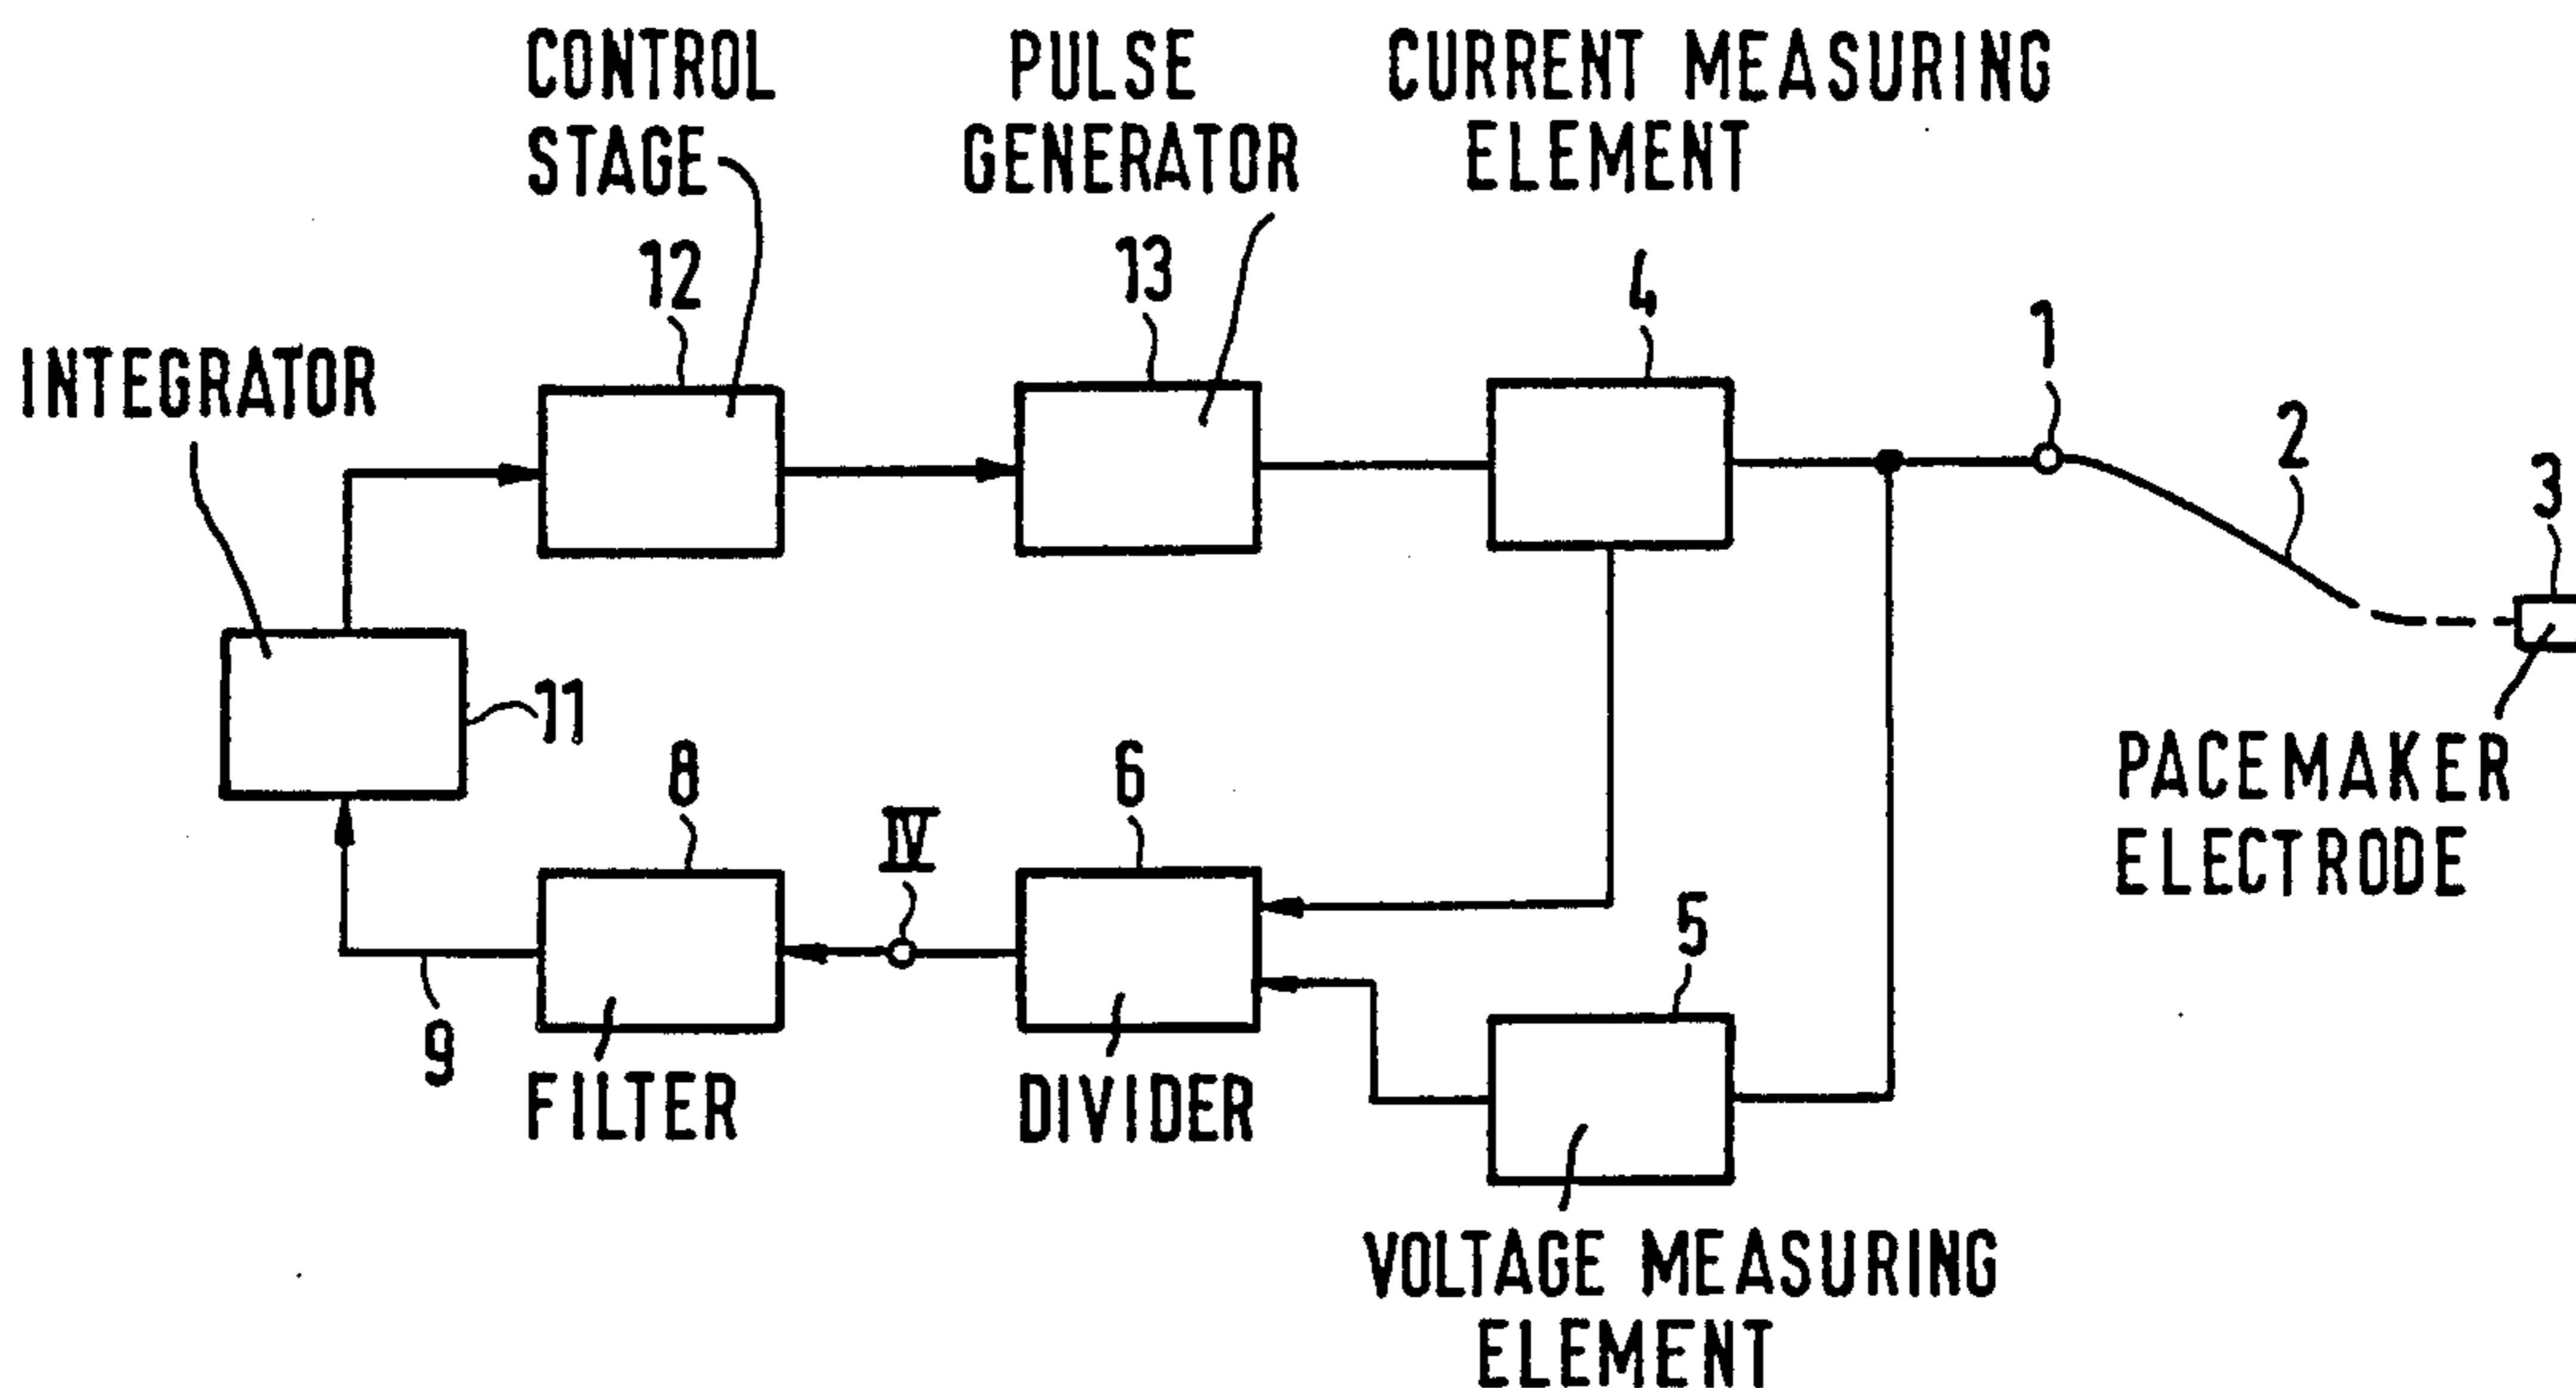 CONTROL
STAGE
PULSE
GENERATOR
CURRENT MEASURING
ELEMENT
12
13
4
1
INTEGRATOR
2
3
11
8
IV
6
PACEMAKER
ELECTRODE
5
9
FILTER
DIVIDER
VOLTAGE MEASURING
ELEMENT